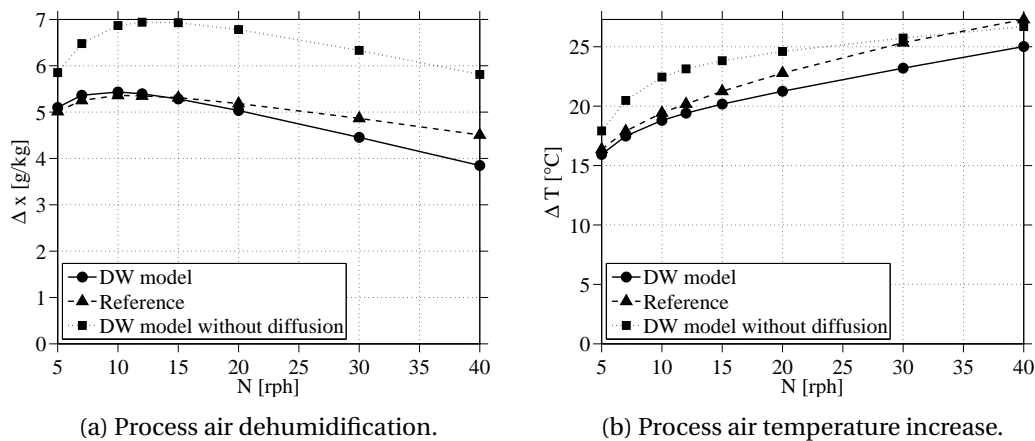 7
6
5
4
3
2
1
0
Δ x [g/kg]
DW model
Reference
DW model without diffusion
5 10 15 20 25 30 35 40
N [rph]
(a) Process air dehumidification.
25
20
15
10
5
0
Δ T [°C]
DW model
Reference
DW model without diffusion
5 10 15 20 25 30 35 40
N [rph]
(b) Process air temperature increase.